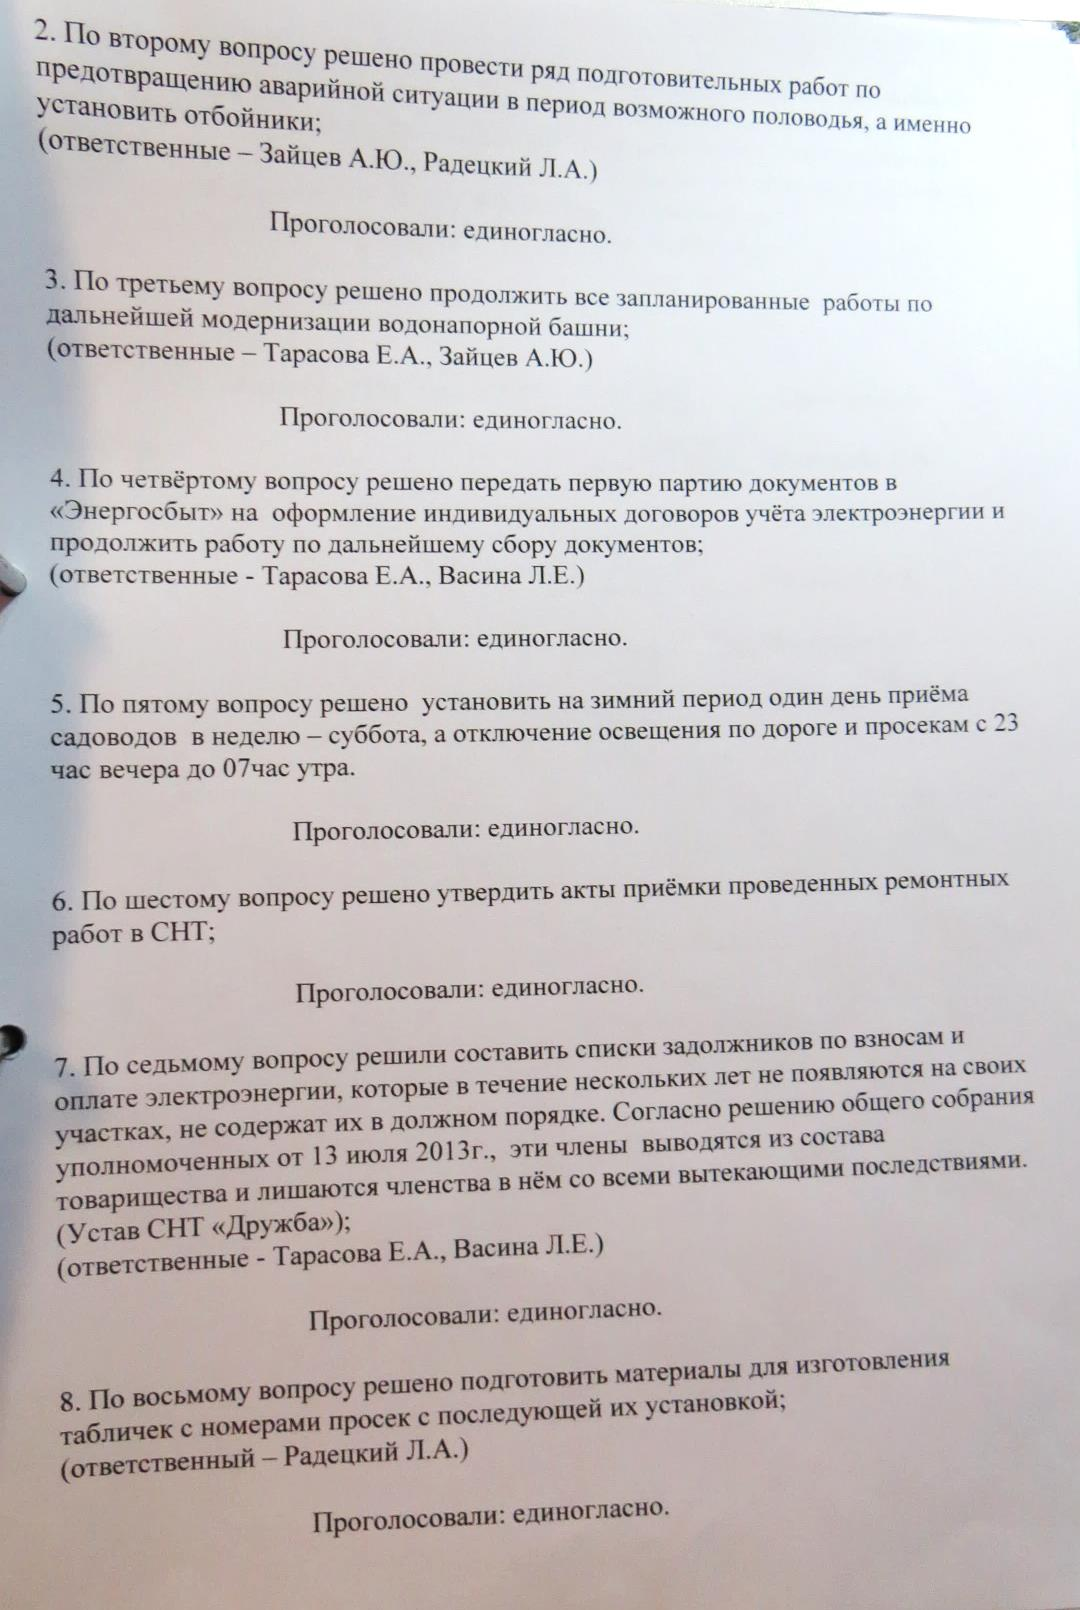 2. По второму вопросу решено провести ряд подготовительных работ по
предотвращению аварийной ситуации в период возможного половодья, а именно
установить отбойники;
(ответственные – Зайцев А.Ю., Радецкий Л.А.)
Проголосовали: единогласно.
3. По третьему вопросу решено продолжить все запланированные работы по
дальнейшей модернизации водонапорной башни;
(ответственные – Тарасова Е.А., Зайцев А.Ю.)
Проголосовали: единогласно.
4. По четвёртому вопросу решено передать первую партию документов в
«Энергосбыт» на оформление индивидуальных договоров учёта электроэнергии и
продолжить работу по дальнейшему сбору документов;
(ответственные - Тарасова Е.А., Васина Л.Е.)
Проголосовали: единогласно.
5. По пятому вопросу решено установить на зимний период один день приёма
садоводов в неделю – суббота, а отключение освещения по дороге и просекам с 23
час вечера до 07час утра.
Проголосовали: единогласно.
6. По шестому вопросу решено утвердить акты приёмки проведенных ремонтных
работ в СНТ;
Проголосовали: единогласно.
7. По седьмому вопросу решили составить списки задолжников по взносам и
оплате электроэнергии, которые в течение нескольких лет не появляются на своих
участках, не содержат их в должном порядке. Согласно решению общего собрания
уполномоченных от 13 июля 2013г., эти члены выводятся из состава
товарищества и лишаются членства в нём со всеми вытекающими последствиями.
(Устав СНТ «Дружба»);
(ответственные - Тарасова Е.А., Васина Л.Е.)
Проголосовали: единогласно.
8. По восьмому вопросу решено подготовить материалы для изготовления
табличек с номерами просек с последующей их установкой;
(ответственный – Радецкий Л.А.)
Проголосовали: единогласно.